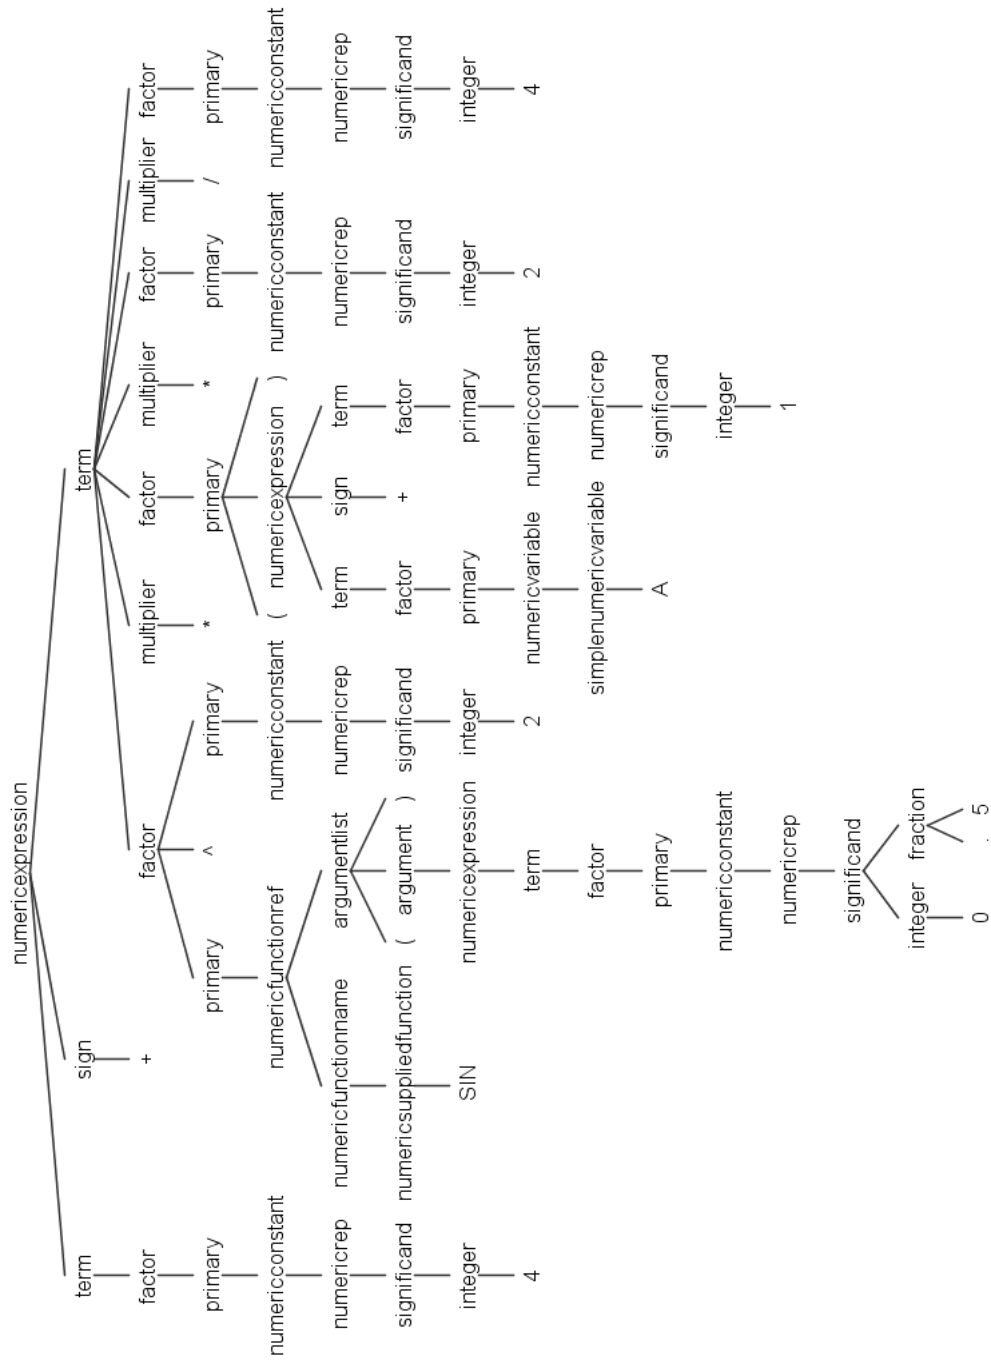 numericexpression
term sign term
factor + factor multiplier factor multiplier factor multiplier factor
primary primary ^ primary * primary * primary / primary
numericconstant numericfunctionref numericconstant ( numericexpression ) numericconstant numericconstant
numericrep numericfunctionname argumentlist numericrep term sign term numericrep numericrep
significand numericsuppliedfunction ( argument ) significand factor + factor significand significand
integer SIN numericexpression integer primary primary integer integer
4 term 2 numericvariable numericconstant 2 4
factor simplenumericvariable numericrep
primary A significand
numericconstant integer
numericrep 1
significand
integer fraction
0 . 5